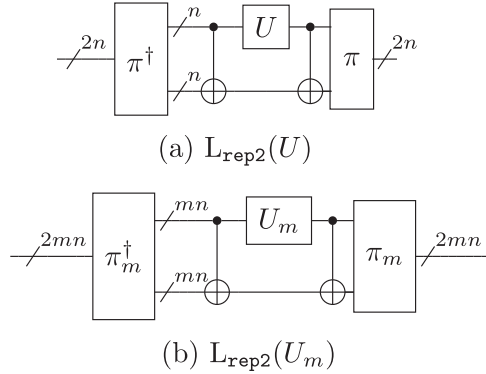 2n π† n n U π 2n
(a) L_rep2(U)
2mn π_m† mn mn U_m π_m 2mn
(b) L_rep2(U_m)